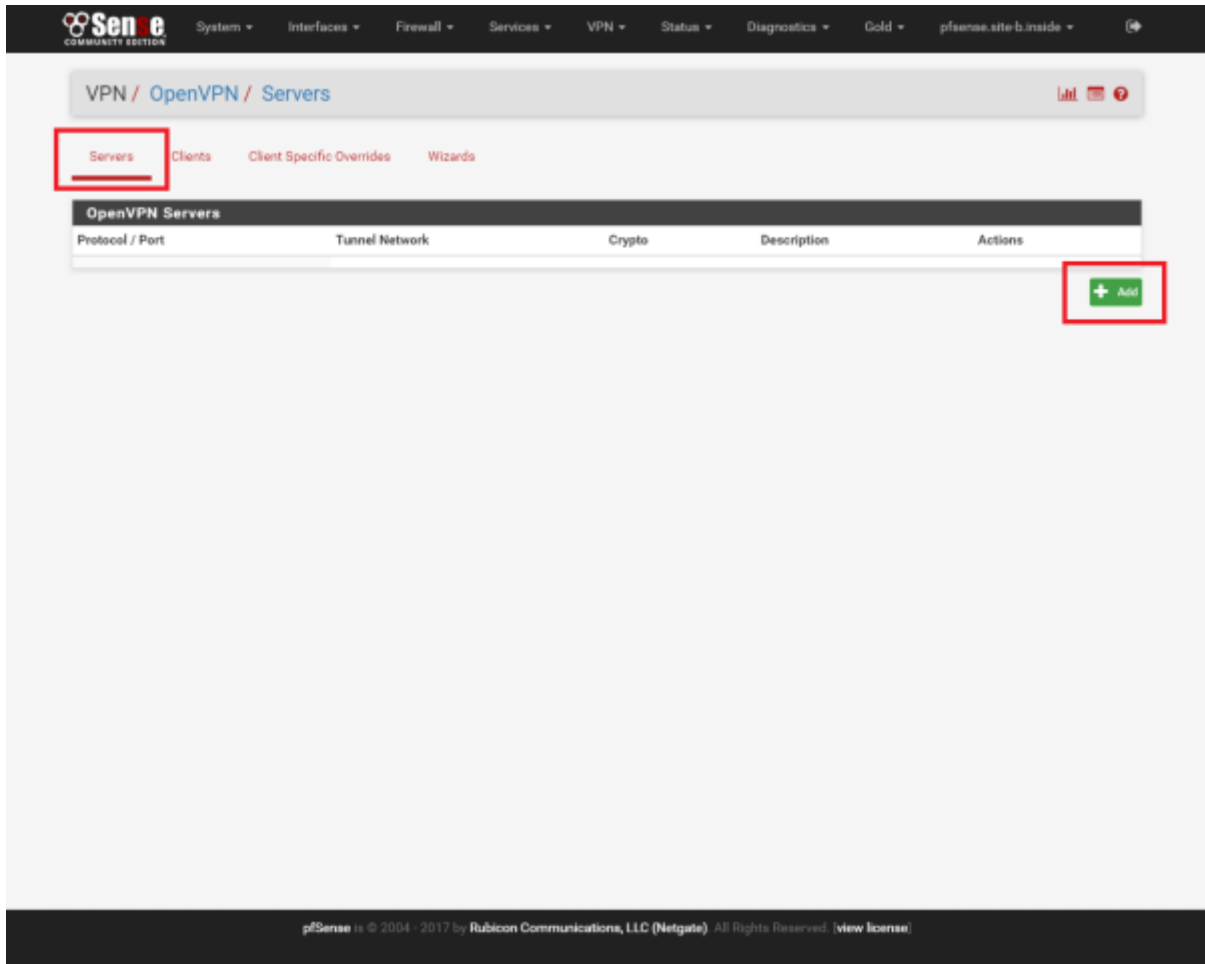 Sense COMMUNITY EDITION System Interfaces Firewall Services VPN Status Diagnostics Gold pfsense.site-b.inside
VPN / OpenVPN / Servers
Servers Clients Client Specific Overrides Wizards
OpenVPN Servers
Protocol / Port Tunnel Network Crypto Description Actions
Add
pfSense is © 2004 - 2017 by Rubicon Communications, LLC (Netgate). All Rights Reserved. [view license]